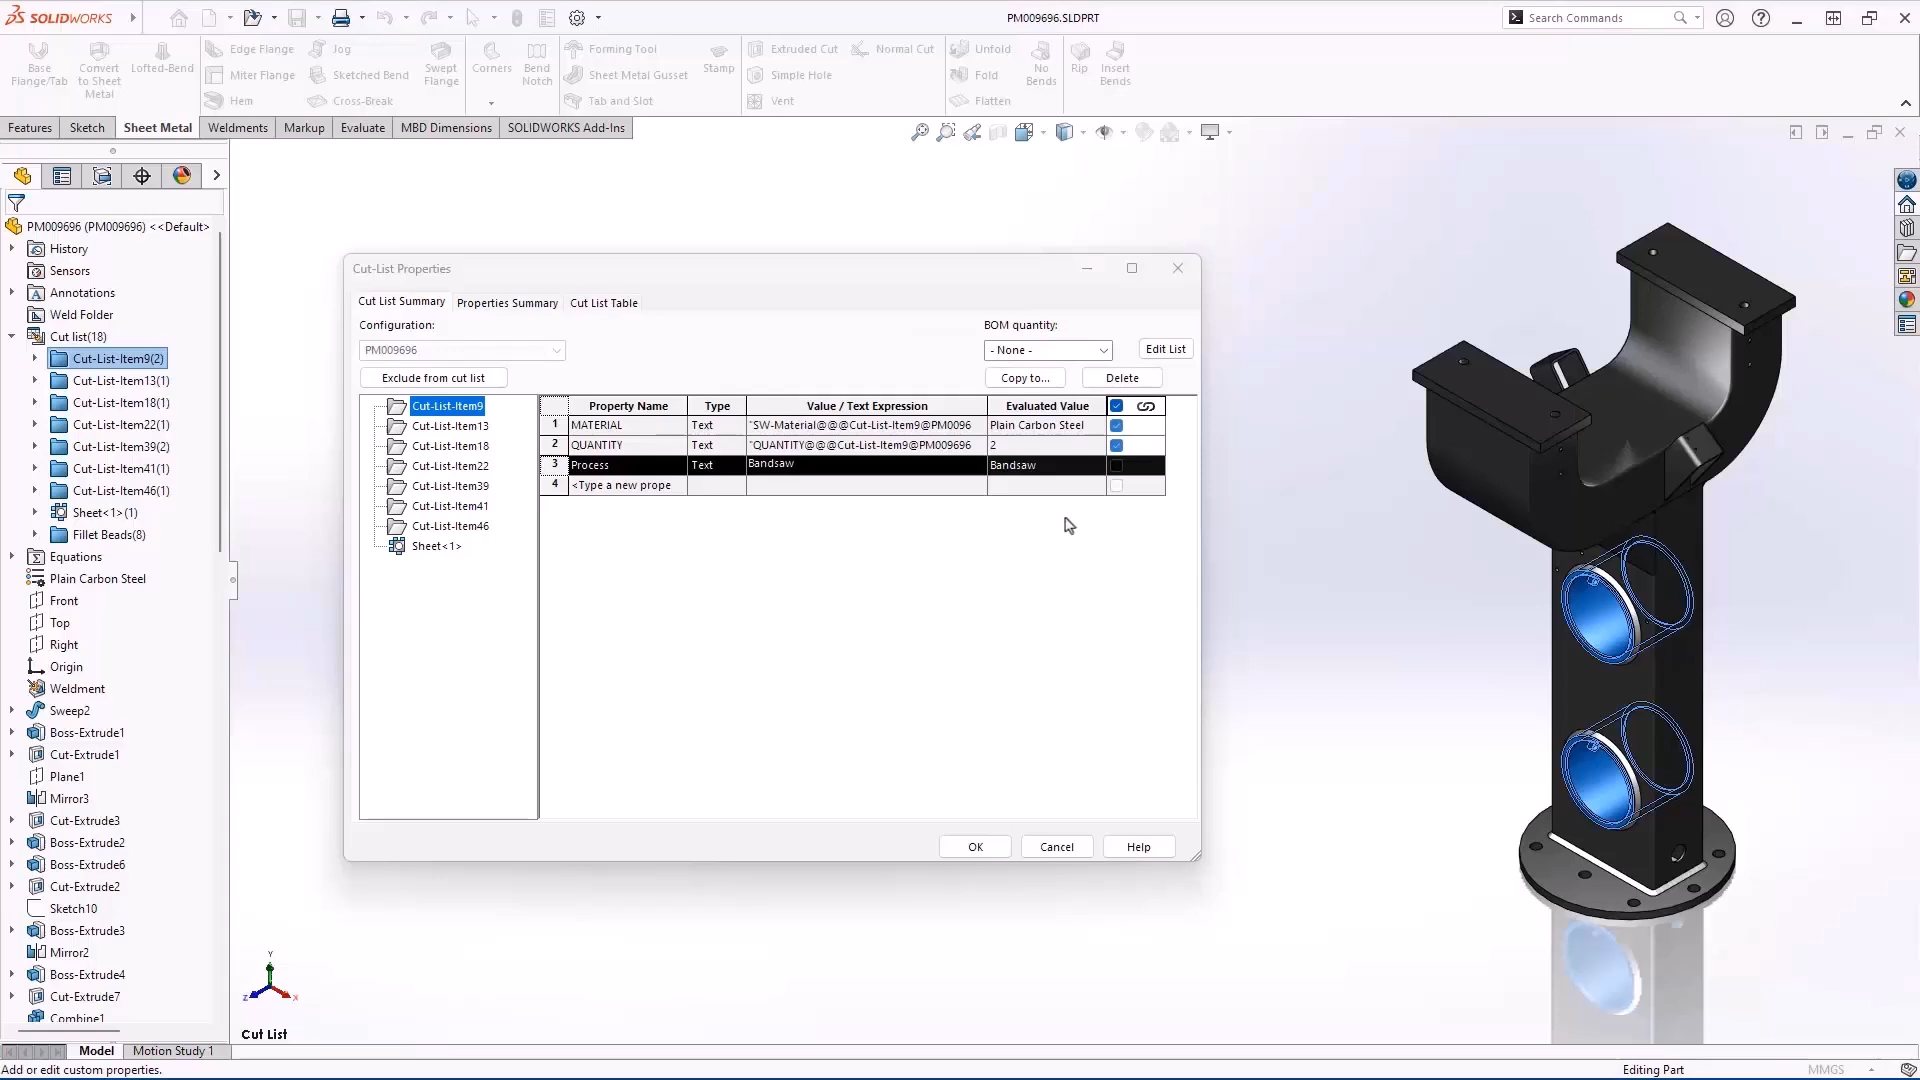 SOLIDWORKS
PM009696.SLDPRT
Search Commands
Base Flange/Tab
Convert to Sheet Metal
Lofted-Bend
Edge Flange
Miter Flange
Hem
Jog
Sketched Bend
Cross-Break
Swept Flange
Corners
Bend Notch
Forming Tool
Sheet Metal Gusset
Tab and Slot
Stamp
Extruded Cut
Simple Hole
Vent
Normal Cut
Unfold
Fold
Flatten
No Bends
Rip
Insert Bends
Features
Sketch
Sheet Metal
Weldments
Markup
Evaluate
MBD Dimensions
SOLIDWORKS Add-Ins
PM009696 (PM009696) <<Default>
History
Sensors
Annotations
Weld Folder
Cut list(18)
Cut-List-Item9(2)
Cut-List-Item13(1)
Cut-List-Item18(1)
Cut-List-Item22(1)
Cut-List-Item39(2)
Cut-List-Item41(1)
Cut-List-Item46(1)
Sheet<1>(1)
Fillet Beads(8)
Equations
Plain Carbon Steel
Front
Top
Right
Origin
Weldment
Sweep2
Boss-Extrude1
Cut-Extrude1
Plane1
Mirror3
Cut-Extrude3
Boss-Extrude2
Boss-Extrude6
Cut-Extrude2
Sketch10
Boss-Extrude3
Mirror2
Boss-Extrude4
Cut-Extrude7
Combine1
Cut-List Properties
Cut List Summary
Properties Summary
Cut List Table
Configuration:
BOM quantity:
PM009696
- None -
Edit List
Exclude from cut list
Copy to...
Delete
Cut-List-Item9
Cut-List-Item13
Cut-List-Item18
Cut-List-Item22
Cut-List-Item39
Cut-List-Item41
Cut-List-Item46
Sheet<1>
Property Name Type Value / Text Expression Evaluated Value
1 MATERIAL Text "SW-Material@@@Cut-List-Item9@PM0096 Plain Carbon Steel
2 QUANTITY Text "QUANTITY@@@Cut-List-Item9@PM009696 2
3 Process Text Bandsaw Bandsaw
4 <Type a new prope
OK
Cancel
Help
Y
Z
X
Cut List
Model
Motion Study 1
Add or edit custom properties.
Editing Part
MMGS